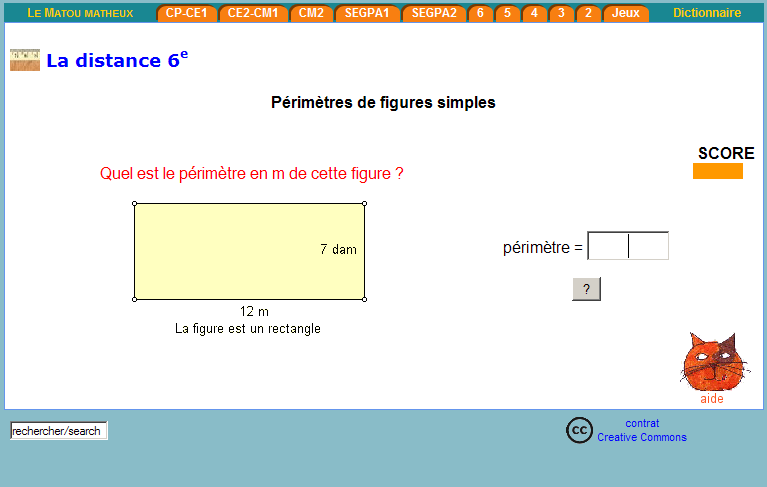 LE MATOU MATHEUX CP-CE1 CE2-CM1 CM2 SEGPA1 SEGPA2 6 5 4 3 2 Jeux Dictionnaire
La distance 6e
Périmètres de figures simples
SCORE
Quel est le périmètre en m de cette figure ?
7 dam
périmètre =
?
12 m
La figure est un rectangle
aide
rechercher/search
cc
contrat
Creative Commons